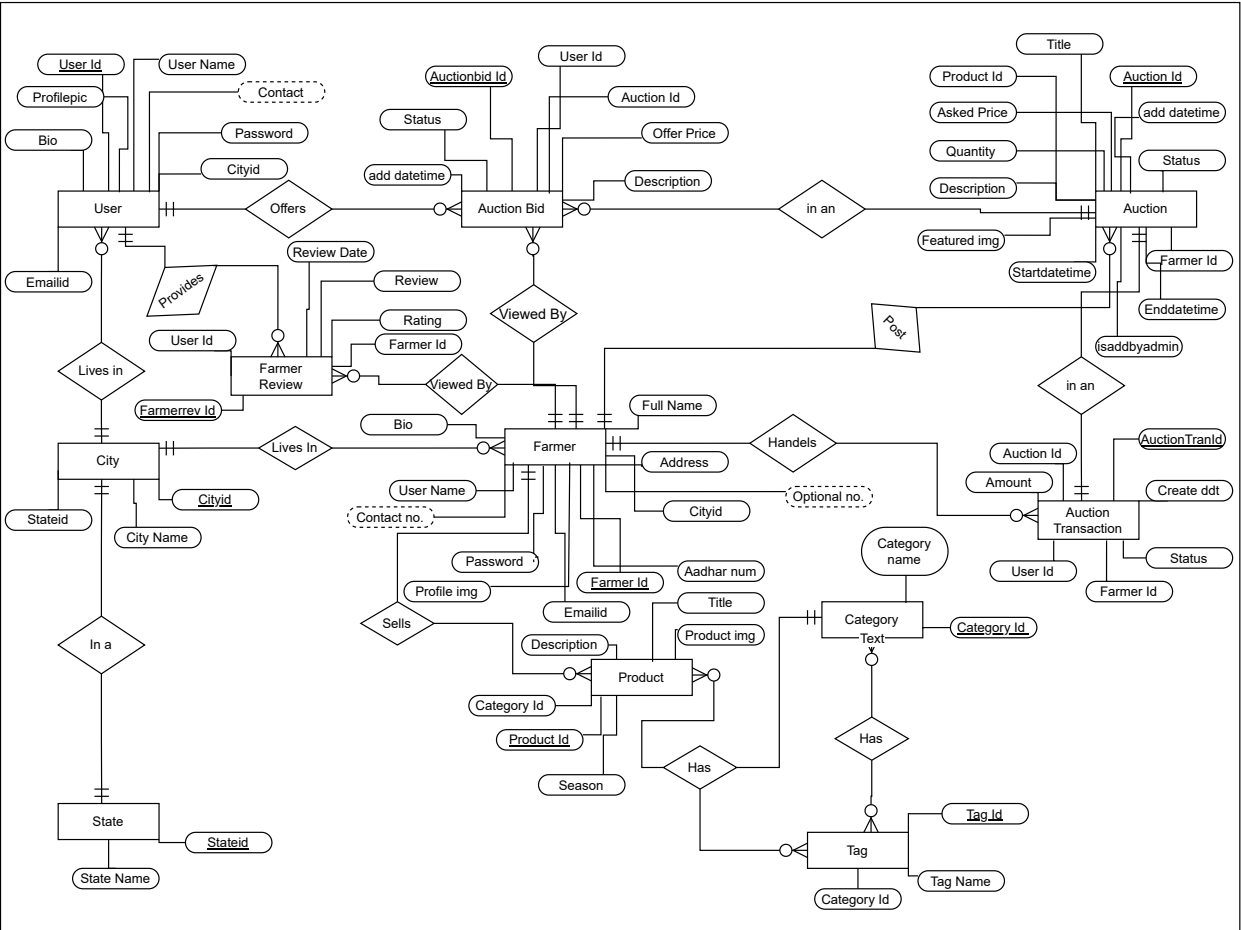 Title
User Id
User Name
User Id
Auctionbid Id
Product Id
Auction Id
Profilepic
Contact
Auction Id
Asked Price
add datetime
Status
Bio
Password
Offer Price
Quantity
Status
Cityid
add datetime
Description
Description
User
Offers
Auction Bid
in an
Auction
Featured img
Review Date
Farmer Id
Startdatetime
Emailid
Provides
Review
Viewed By
Enddatetime
Rating
Post
User Id
Farmer Id
isaddbyadmin
Lives in
Farmer
Review
Viewed By
in an
Farmerrev Id
Full Name
Bio
City
Lives In
Farmer
Handels
AuctionTranId
Auction Id
Address
Amount
User Name
Optional no.
Create ddt
Stateid
Cityid
Contact no.
Cityid
Auction
Transaction
City Name
Category
name
Password
Aadhar num
Status
User Id
Profile img
Farmer Id
Farmer Id
Title
Emailid
Category
Text
Category Id
Sells
Product img
In a
Description
Product
Category Id
Product Id
Has
Has
Season
State
Tag Id
Stateid
Tag
State Name
Tag Name
Category Id